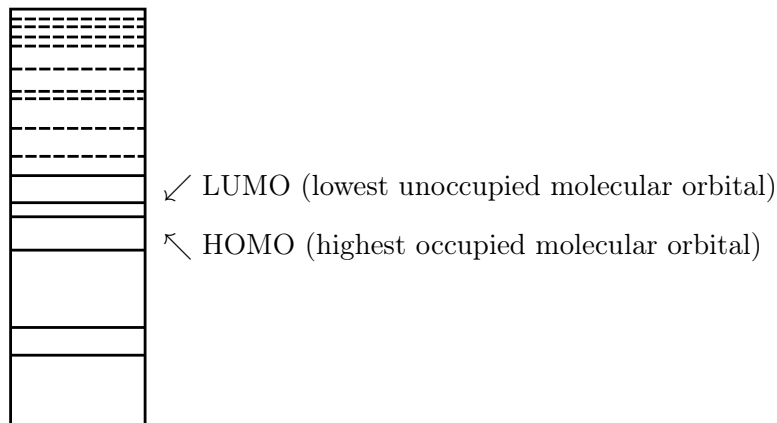 LUMO (lowest unoccupied molecular orbital)
HOMO (highest occupied molecular orbital)